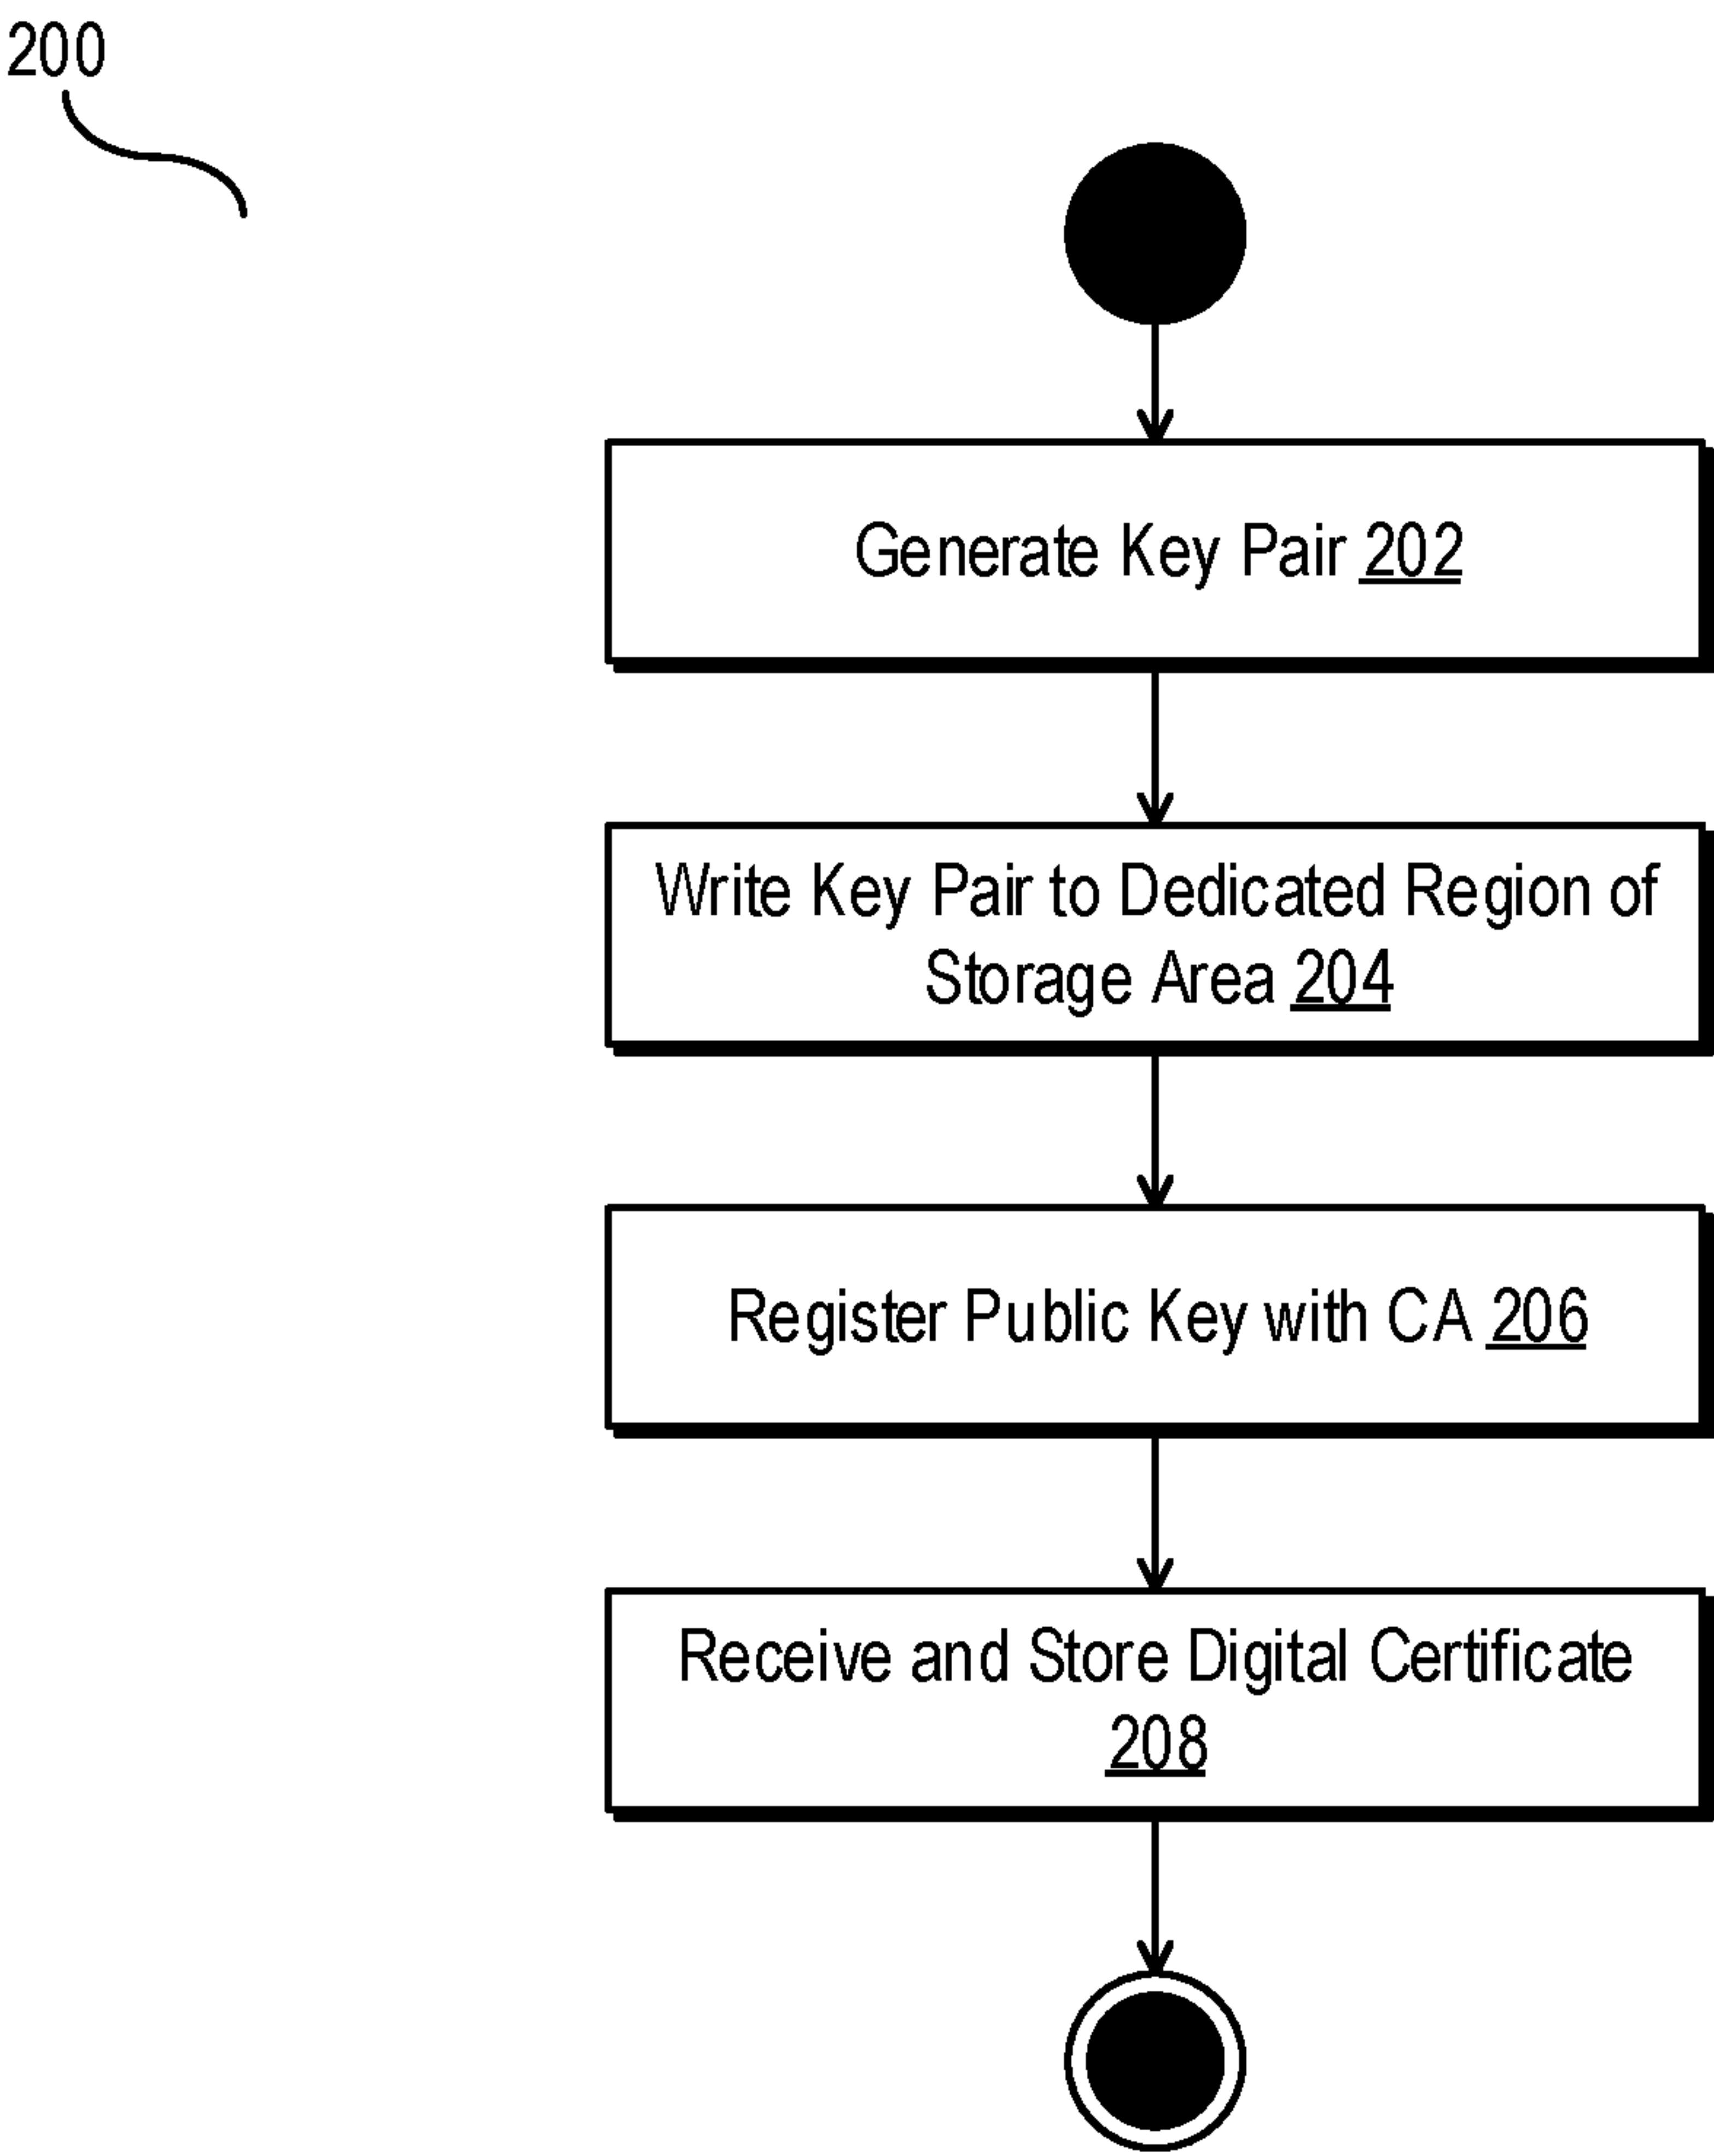 200
Generate Key Pair 202
Write Key Pair to Dedicated Region of
Storage Area 204
Register Public Key with CA 206
Receive and Store Digital Certificate
208